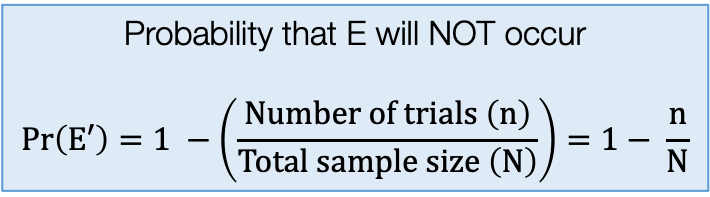 Probability that E will NOT occur
Pr(E′) = 1 − (Number of trials (n) / Total sample size (N)) = 1 − n/N